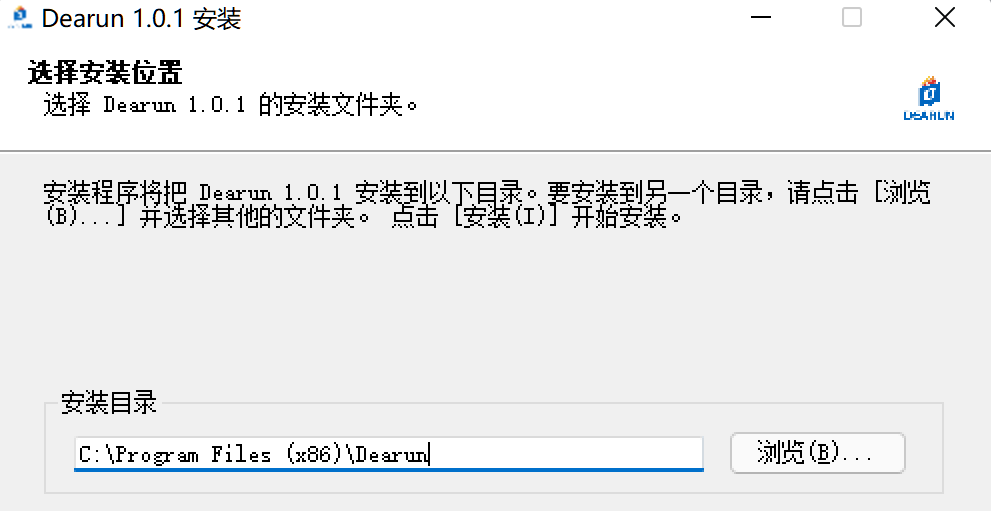 Dearun 1.0.1 安装
选择安装位置
选择 Dearun 1.0.1 的安装文件夹。
DEARUN
安装程序将把 Dearun 1.0.1 安装到以下目录。要安装到另一个目录，请点击 [浏览
(B)...] 并选择其他的文件夹。 点击 [安装(I)] 开始安装。
安装目录
C:\Program Files (x86)\Dearun
浏览(B)...